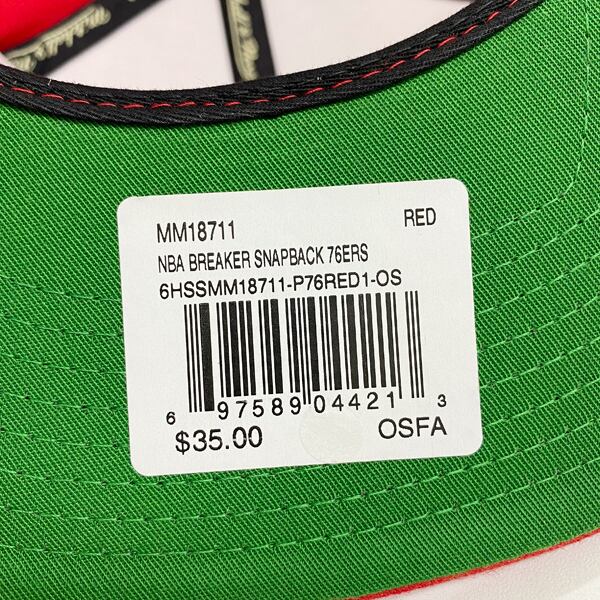 MM18711 RED
NBA BREAKER SNAPBACK 76ERS
6HSSMM18711-P76RED1-OS
6 97589 04421 3
$35.00 OSFA